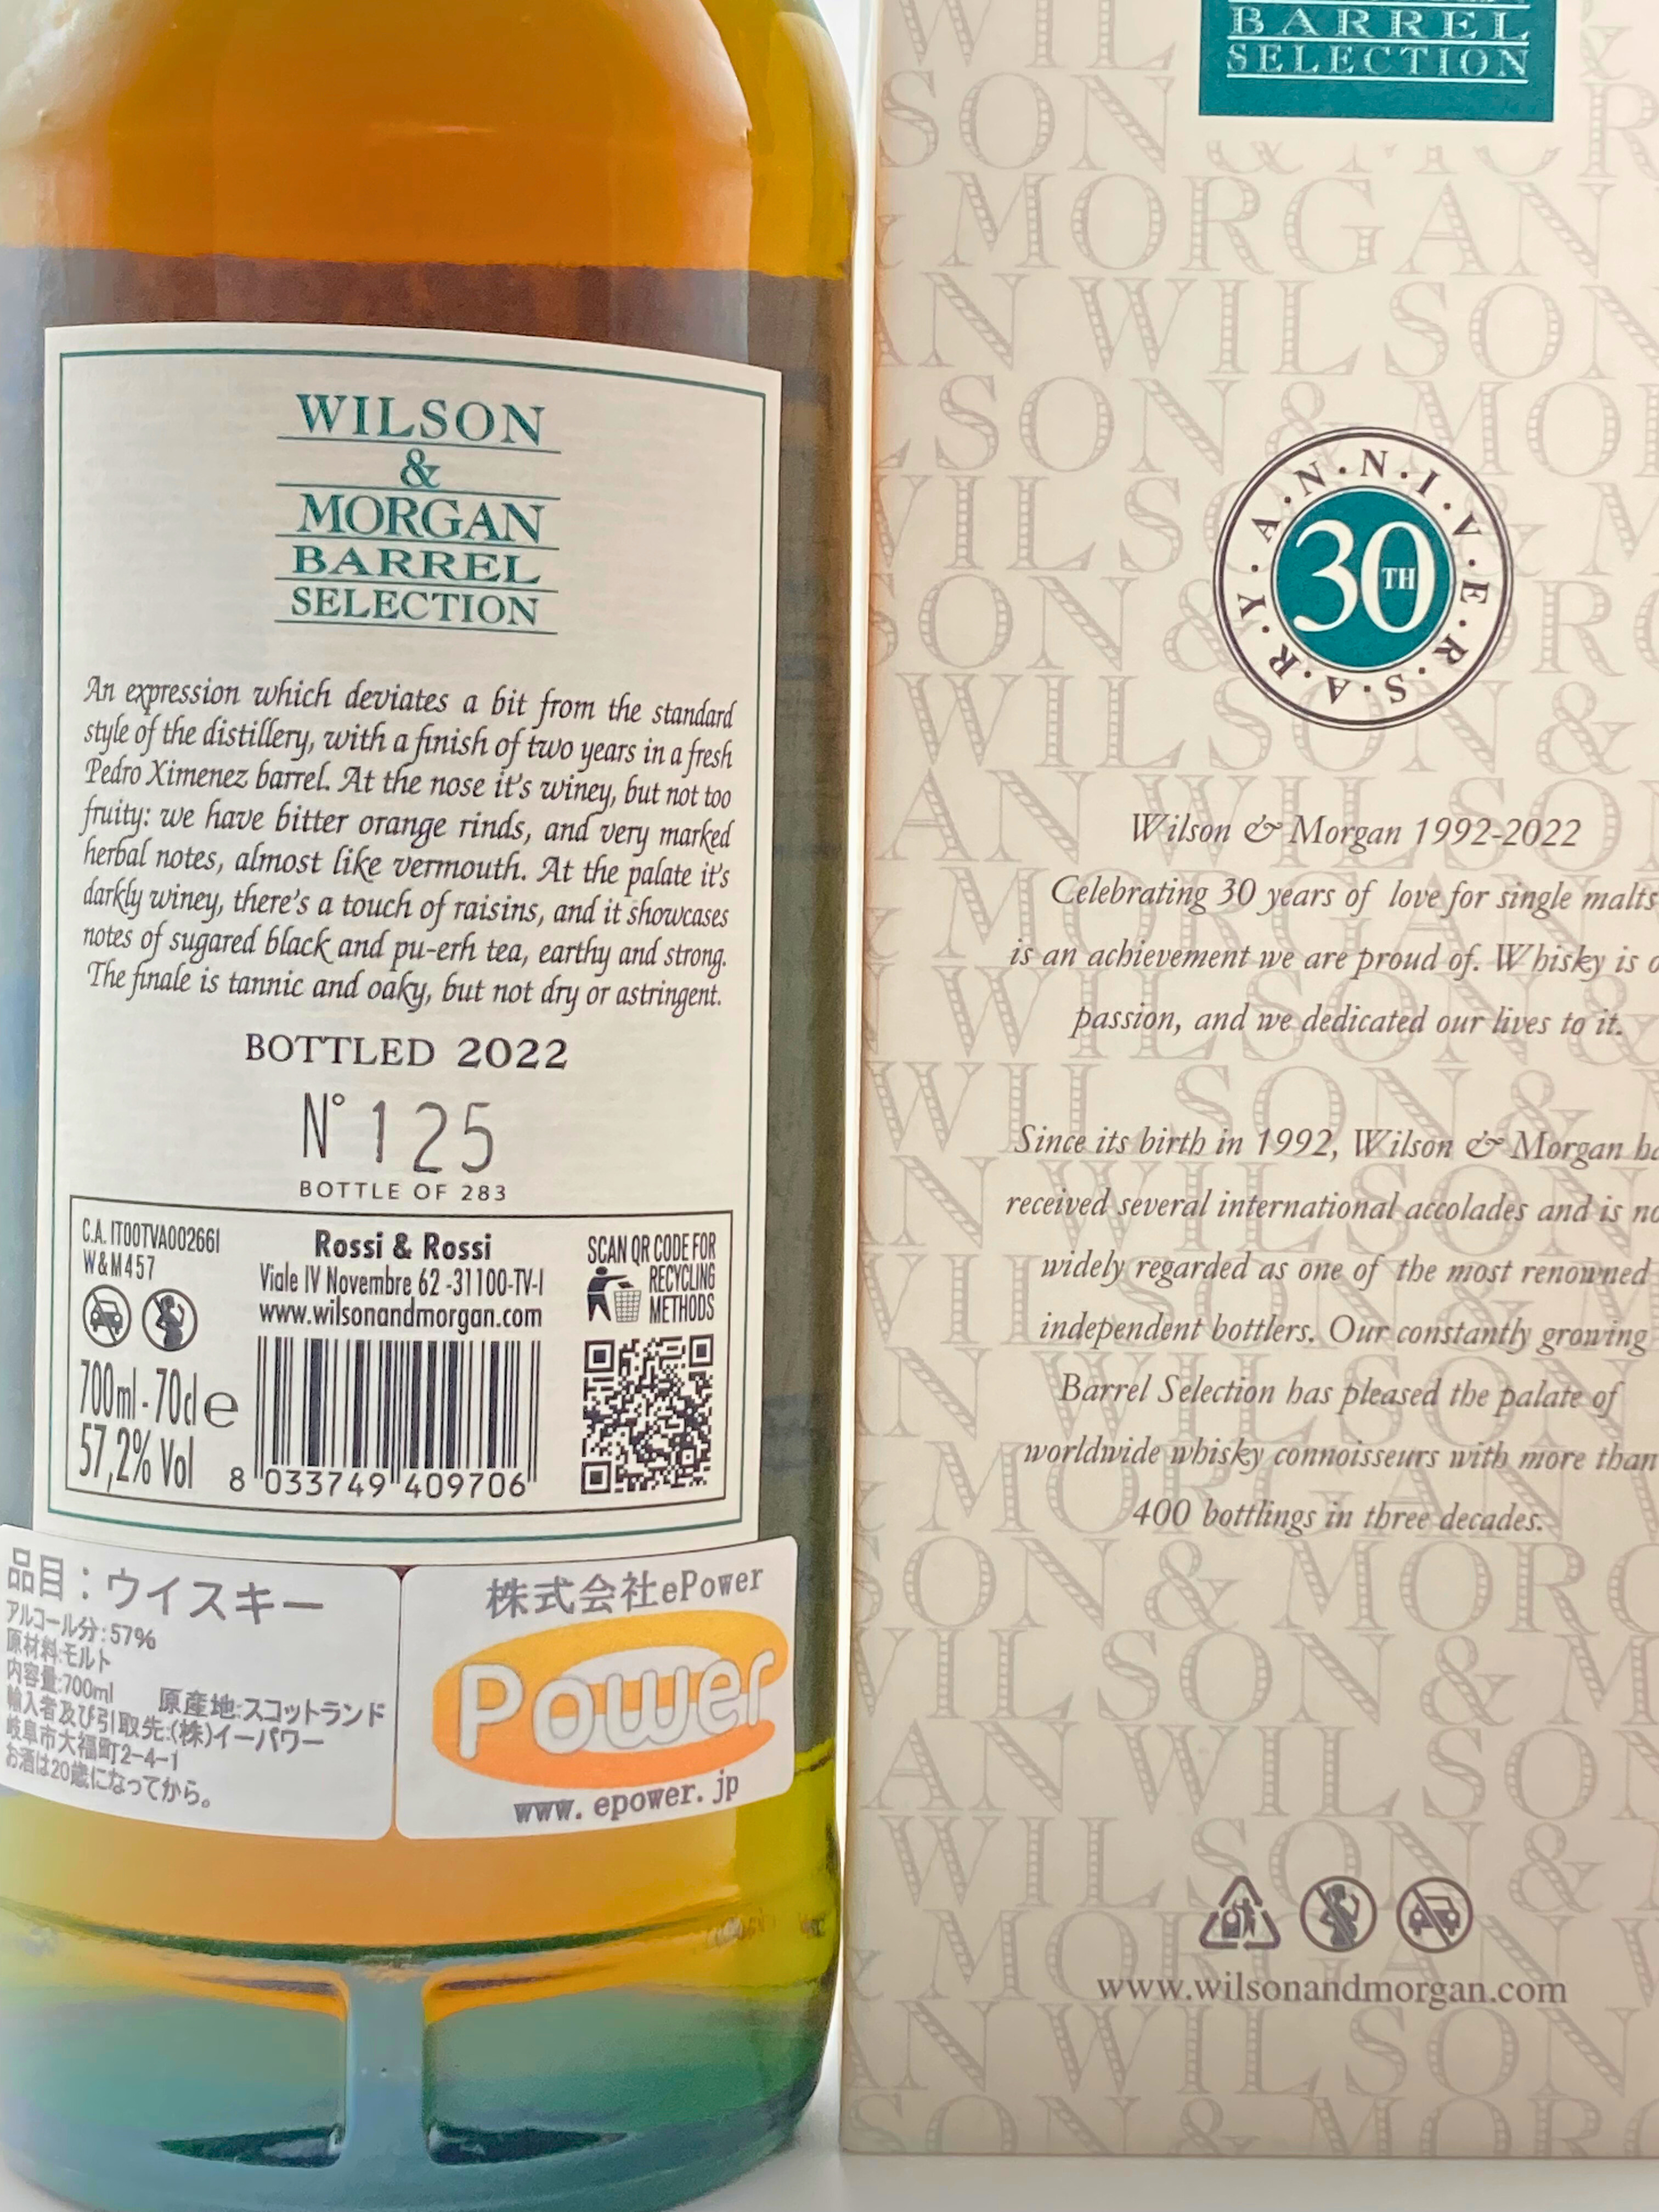 WILSON
&
MORGAN
BARREL
SELECTION
An expression which deviates a bit from the standard
style of the distillery, with a finish of two years in a fresh
Pedro Ximenez barrel. At the nose it's winey, but not too
fruity: we have bitter orange rinds, and very marked
herbal notes, almost like vermouth. At the palate it's
darkly winey, there's a touch of raisins, and it showcases
notes of sugared black and pu-erh tea, earthy and strong.
The finale is tannic and oaky, but not dry or astringent.
BOTTLED 2022
N° 125
BOTTLE OF 283
C.A. IT00TVA00266I
W&M457
700ml - 70cl e
57,2% Vol
Rossi & Rossi
Viale IV Novembre 62 -31100-TV-I
www.wilsonandmorgan.com
8 033749 409706
SCAN QR CODE FOR
RECYCLING
METHODS
品目：ウイスキー
アルコール分:57%
原材料:モルト
内容量:700ml 原産地:スコットランド
輸入者及び引取先:(株)イーパワー
岐阜市大福町2-4-1
お酒は20歳になってから。
株式会社ePower
Power
www.epower.jp
BARREL
SELECTION
A·N·N·I·V·E·R·S·A·R·Y
30TH
Wilson & Morgan 1992-2022
Celebrating 30 years of love for single malts
is an achievement we are proud of. Whisky is
passion, and we dedicated our lives to it.
Since its birth in 1992, Wilson & Morgan
received several international accolades and is
widely regarded as one of the most renowned
independent bottlers. Our constantly growing
Barrel Selection has pleased the palate of
worldwide whisky connoisseurs with more than
400 bottlings in three decades.
www.wilsonandmorgan.com